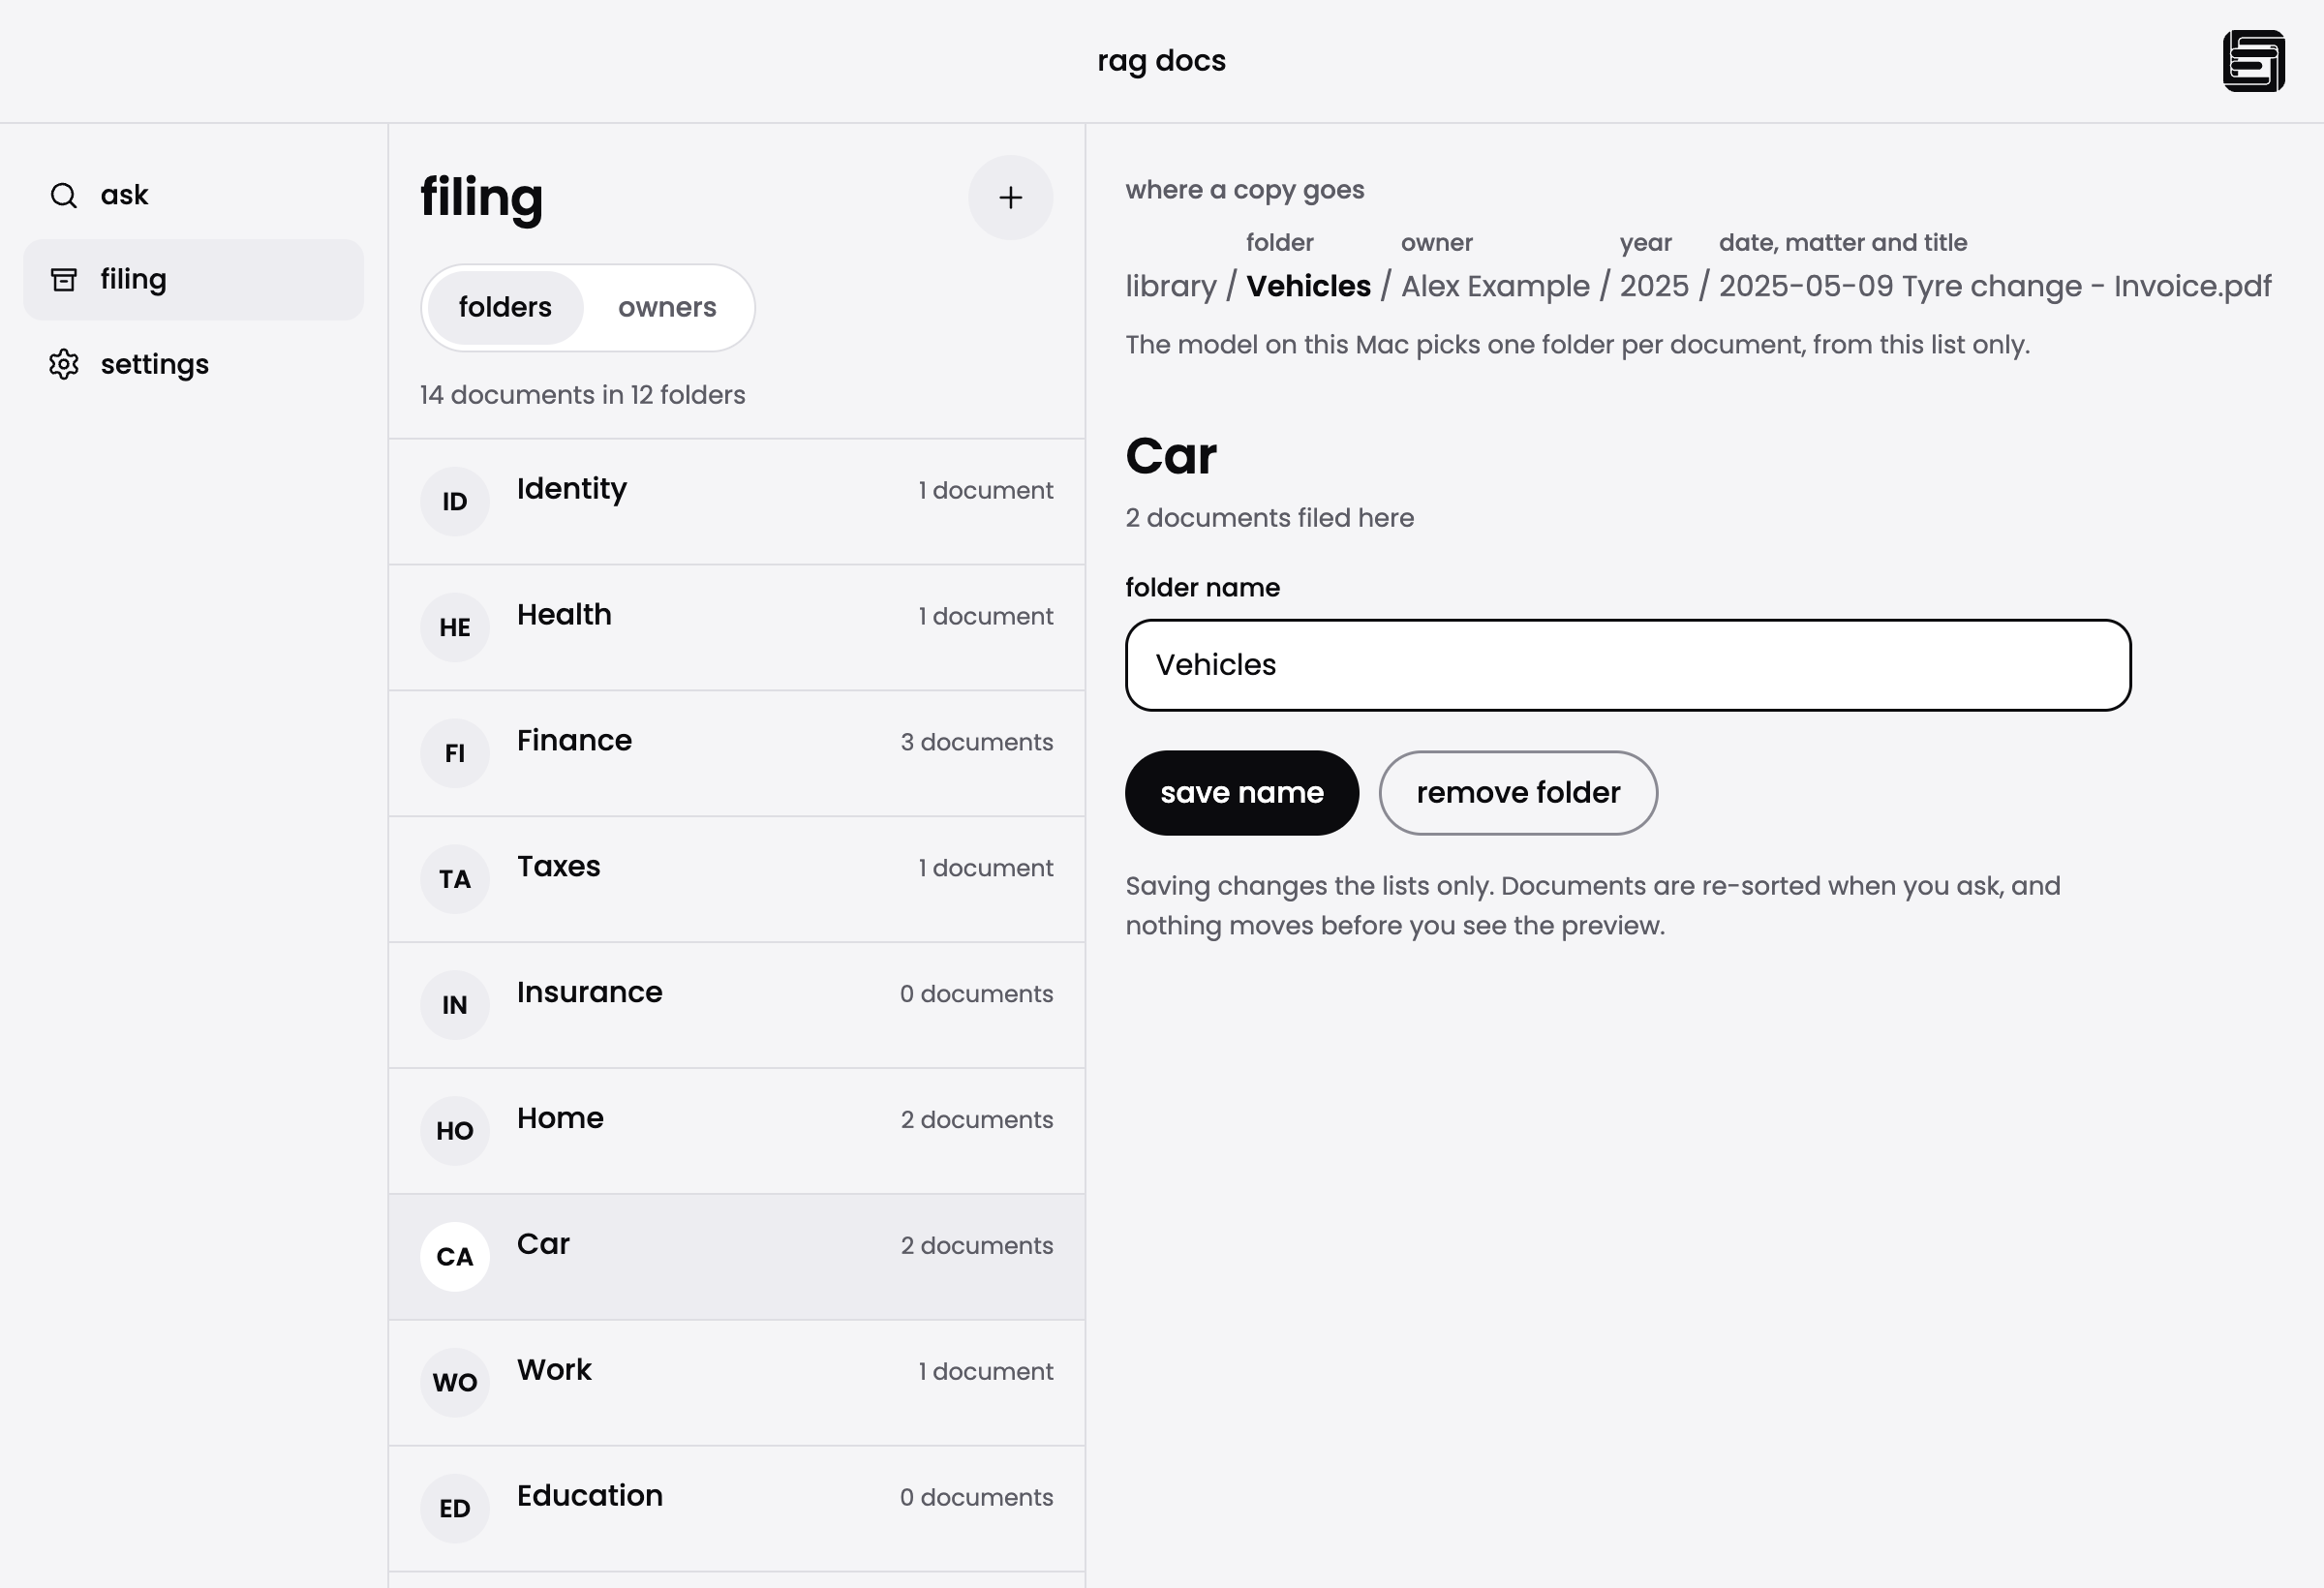 rag docs
ask
filing
settings
filing
+
folders owners
14 documents in 12 folders
ID Identity 1 document
HE Health 1 document
FI Finance 3 documents
TA Taxes 1 document
IN Insurance 0 documents
HO Home 2 documents
CA Car 2 documents
WO Work 1 document
ED Education 0 documents
where a copy goes
folder owner year date, matter and title
library / Vehicles / Alex Example / 2025 / 2025-05-09 Tyre change - Invoice.pdf
The model on this Mac picks one folder per document, from this list only.
Car
2 documents filed here
folder name
Vehicles
save name remove folder
Saving changes the lists only. Documents are re-sorted when you ask, and
nothing moves before you see the preview.